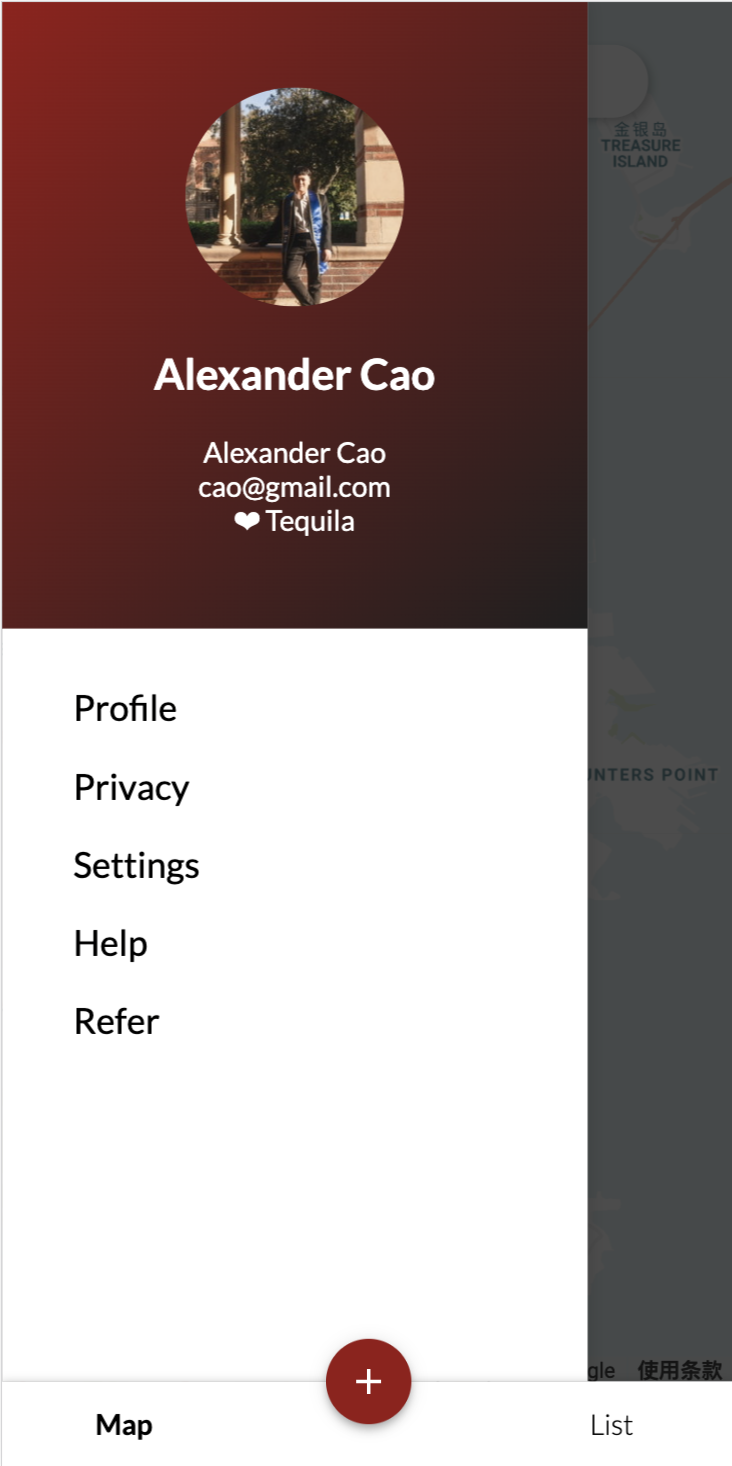 金银岛
TREASURE
ISLAND
Alexander Cao
Alexander Cao
cao@gmail.com
❤ Tequila
Profile
Privacy
UNTERS POINT
Settings
Help
Refer
gle 使用条款
+
Map
List